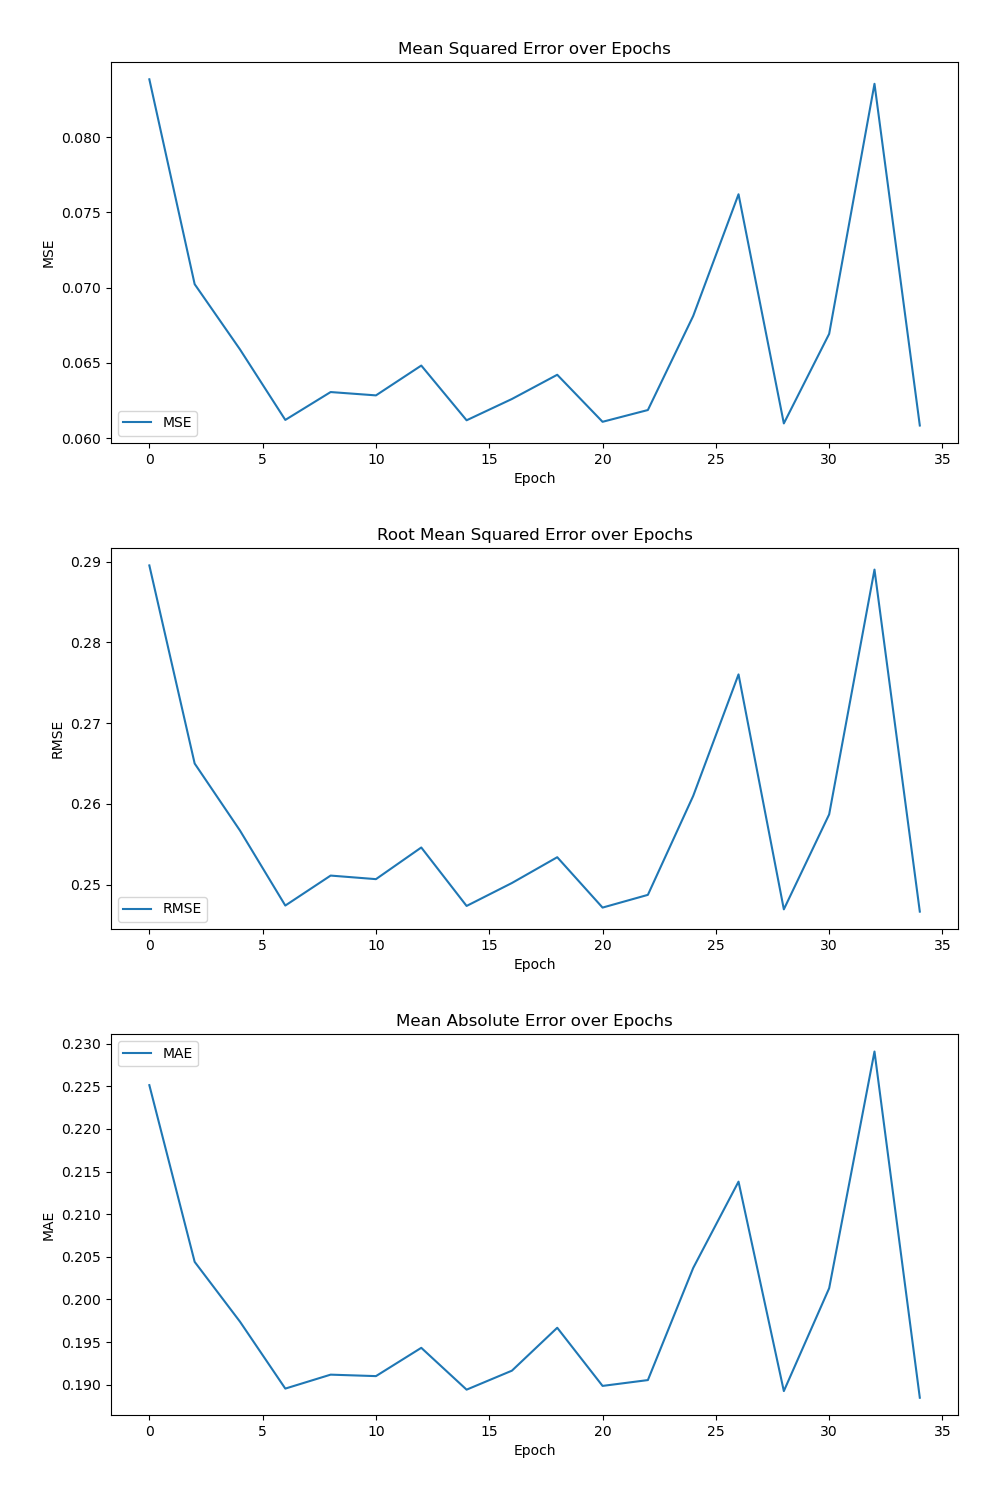 Mean Squared Error over Epochs
0.080
0.075
0.070
0.065
0.060
MSE
MSE
0 5 10 15 20 25 30 35
Epoch
Root Mean Squared Error over Epochs
0.29
0.28
0.27
0.26
0.25
RMSE
RMSE
0 5 10 15 20 25 30 35
Epoch
Mean Absolute Error over Epochs
0.230
0.225
0.220
0.215
0.210
0.205
0.200
0.195
0.190
MAE
MAE
0 5 10 15 20 25 30 35
Epoch